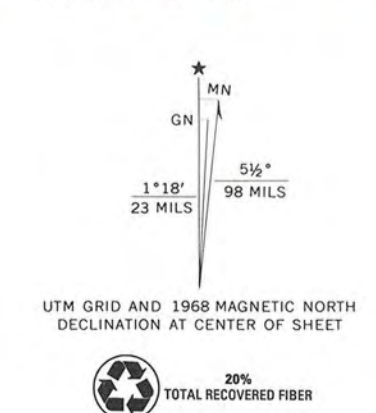 MN
GN
5½°
98 MILS
1°18′
23 MILS
UTM GRID AND 1968 MAGNETIC NORTH
DECLINATION AT CENTER OF SHEET
20%
TOTAL RECOVERED FIBER